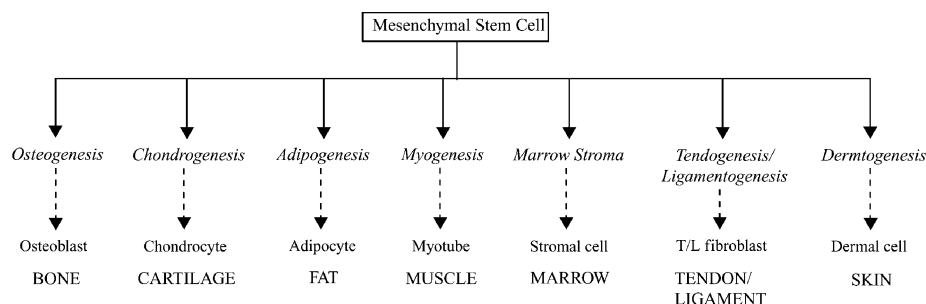 Mesenchymal Stem Cell
Osteogenesis
Chondrogenesis
Adipogenesis
Myogenesis
Marrow Stroma
Tendogenesis/
Ligamentogenesis
Dermtogenesis
Osteoblast
Chondrocyte
Adipocyte
Myotube
Stromal cell
T/L fibroblast
Dermal cell
BONE
CARTILAGE
FAT
MUSCLE
MARROW
TENDON/
LIGAMENT
SKIN